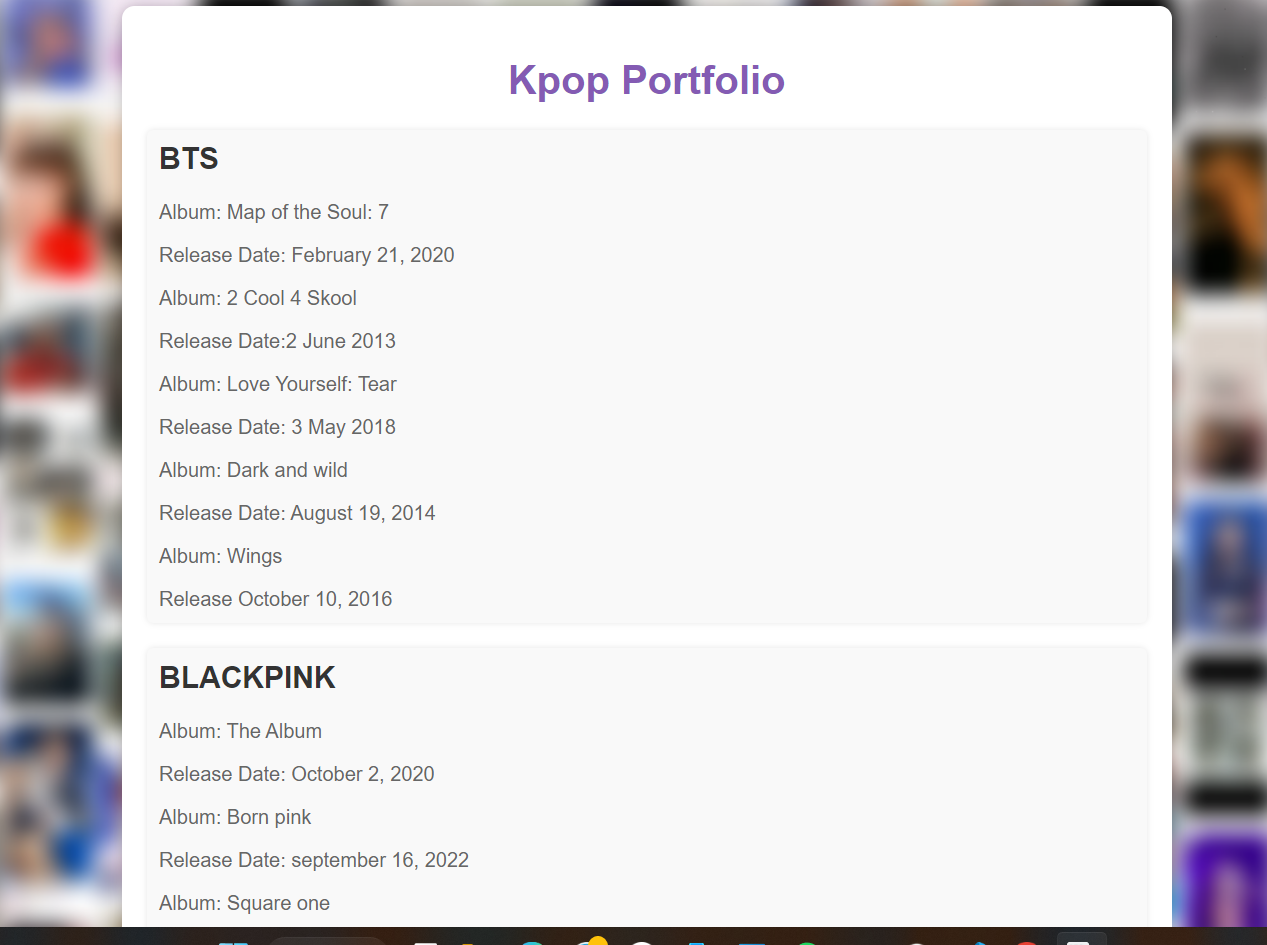 Kpop Portfolio
BTS
Album: Map of the Soul: 7
Release Date: February 21, 2020
Album: 2 Cool 4 Skool
Release Date:2 June 2013
Album: Love Yourself: Tear
Release Date: 3 May 2018
Album: Dark and wild
Release Date: August 19, 2014
Album: Wings
Release October 10, 2016
BLACKPINK
Album: The Album
Release Date: October 2, 2020
Album: Born pink
Release Date: september 16, 2022
Album: Square one